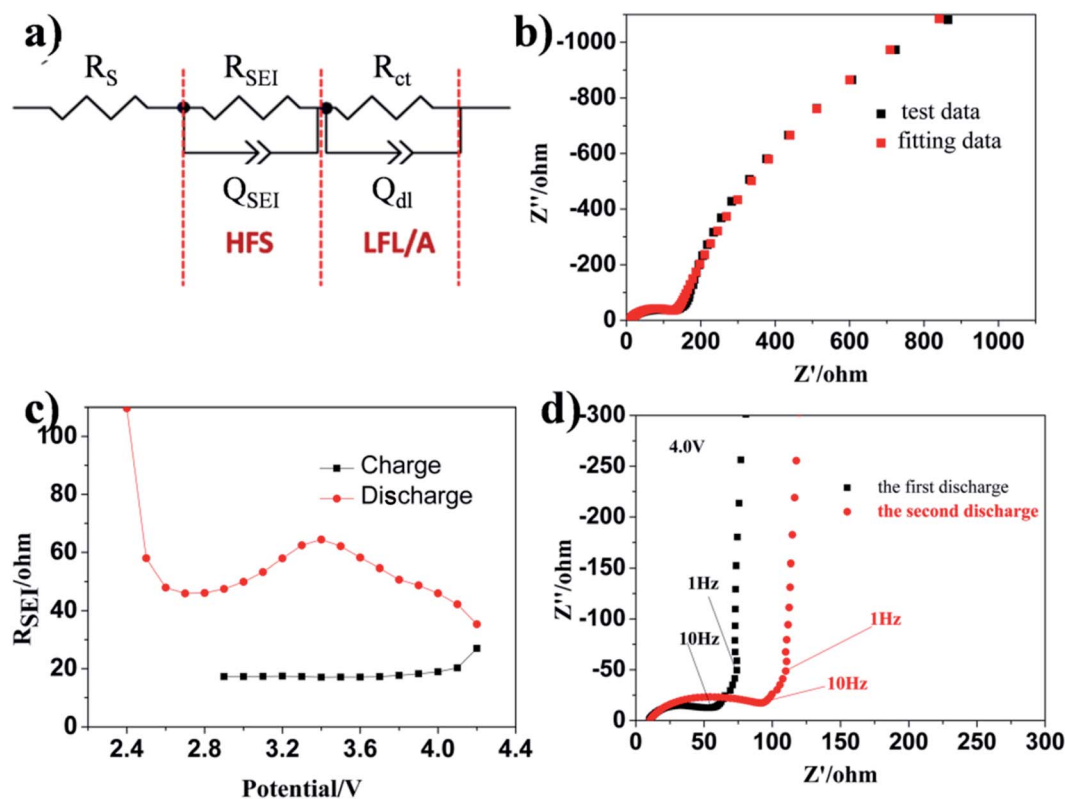 a)
R_S R_SEI R_ct
Q_SEI Q_dl
HFS LFL/A
b)
Z''/ohm
-1000
-800
-600
-400
-200
0
test data
fitting data
0 200 400 600 800 1000
Z'/ohm
c)
R_SEI/ohm
100
80
60
40
20
0
Charge
Discharge
2.4 2.8 3.2 3.6 4.0 4.4
Potential/V
d)
Z''/ohm
-300
-250
-200
-150
-100
-50
0
4.0V
the first discharge
the second discharge
1Hz
10Hz
1Hz
10Hz
0 50 100 150 200 250 300
Z'/ohm